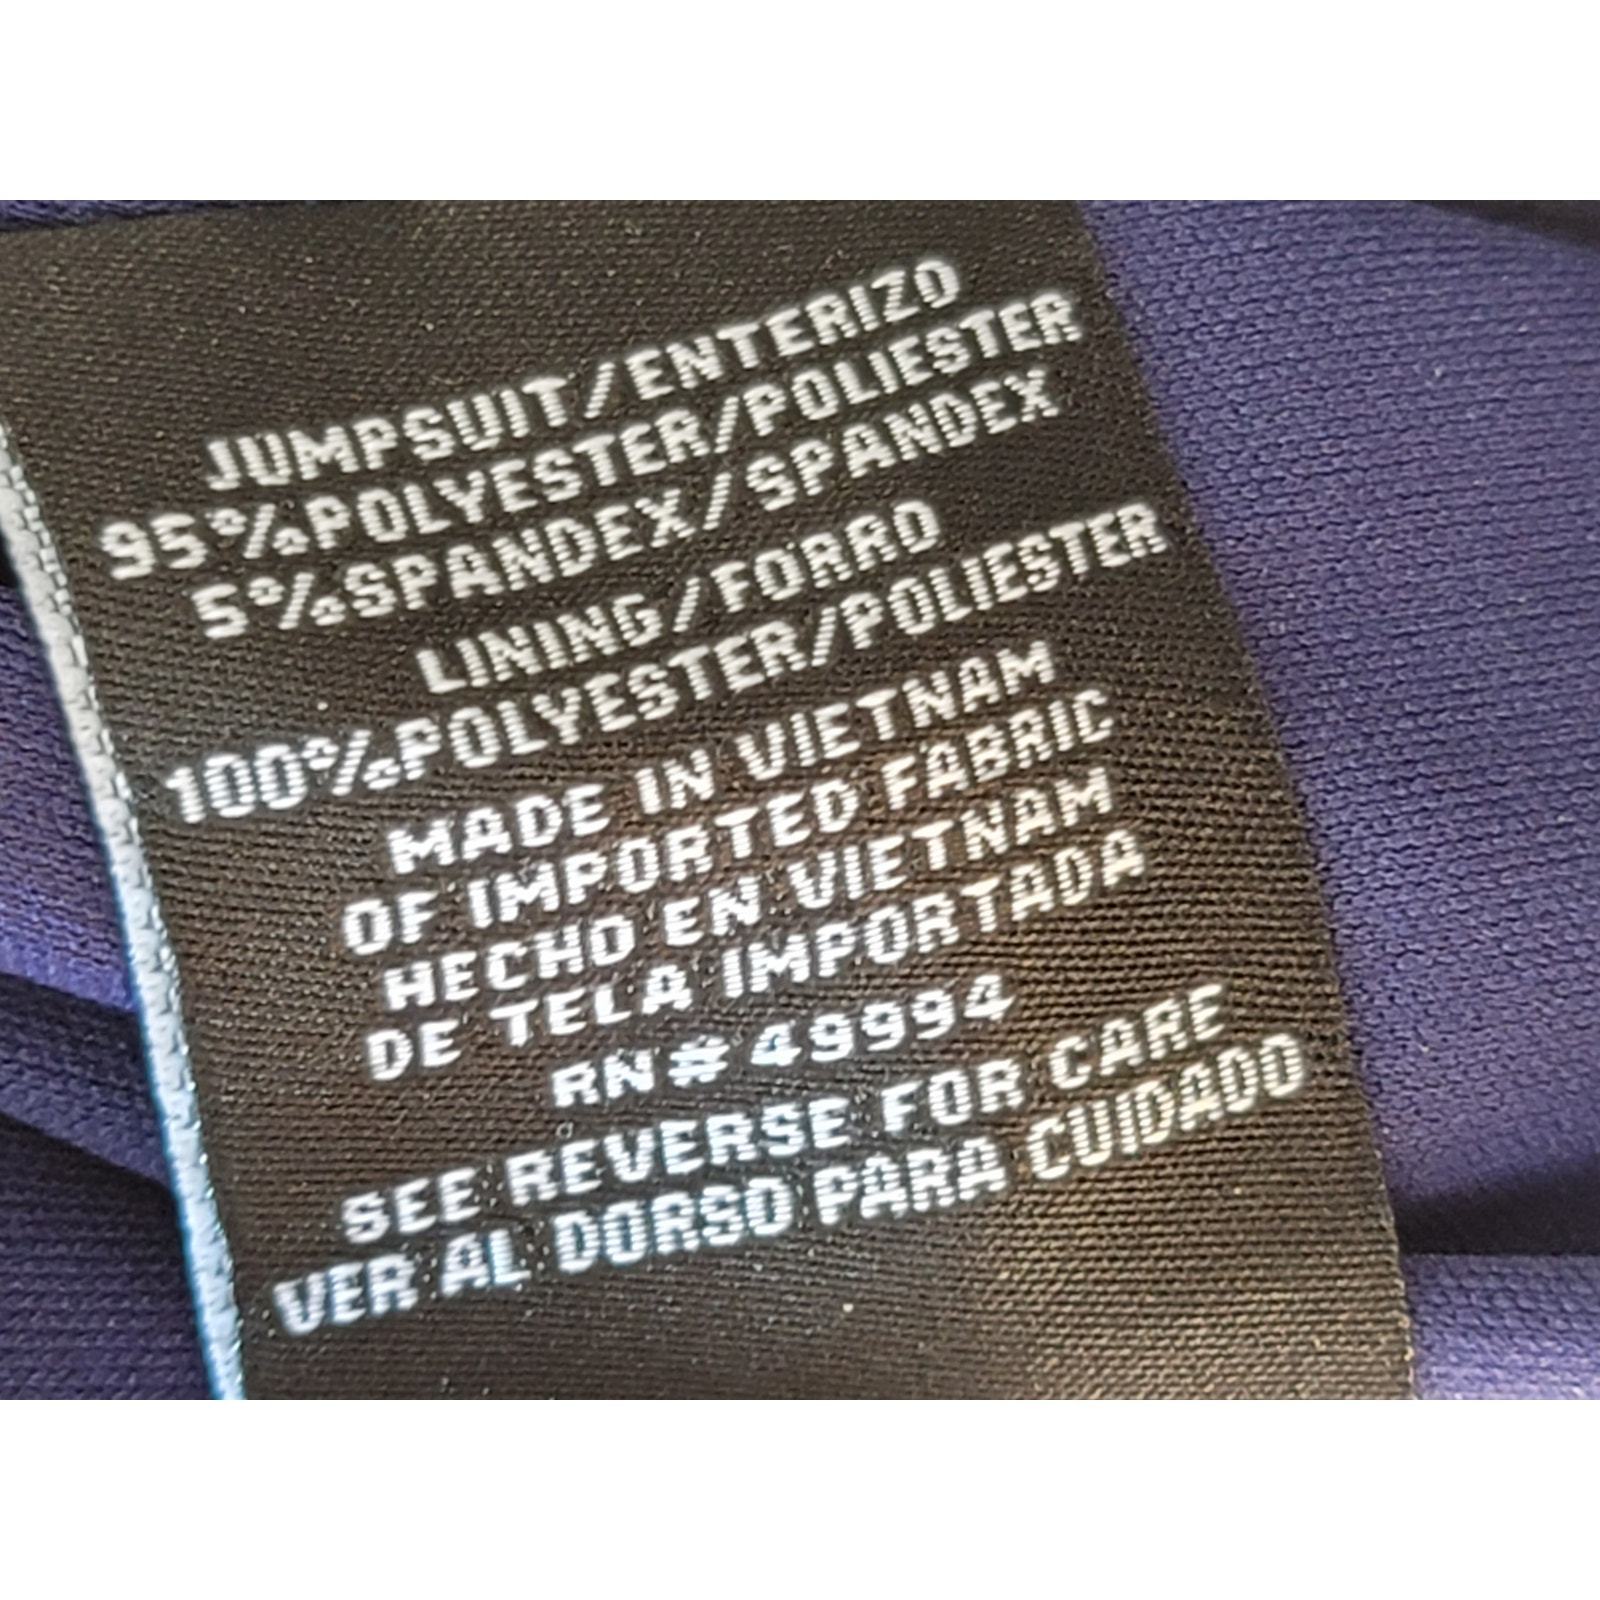 JUMPSUIT/ENTERIZO
95%POLYESTER/POLIESTER
5%SPANDEX/SPANDEX
LINING/FORRO
100%POLYESTER/POLIESTER
MADE IN VIETNAM
OF IMPORTED FABRIC
HECHO EN VIETNAM
DE TELA IMPORTADA
RN#49994
SEE REVERSE FOR CARE
VER AL DORSO PARA CUIDADO